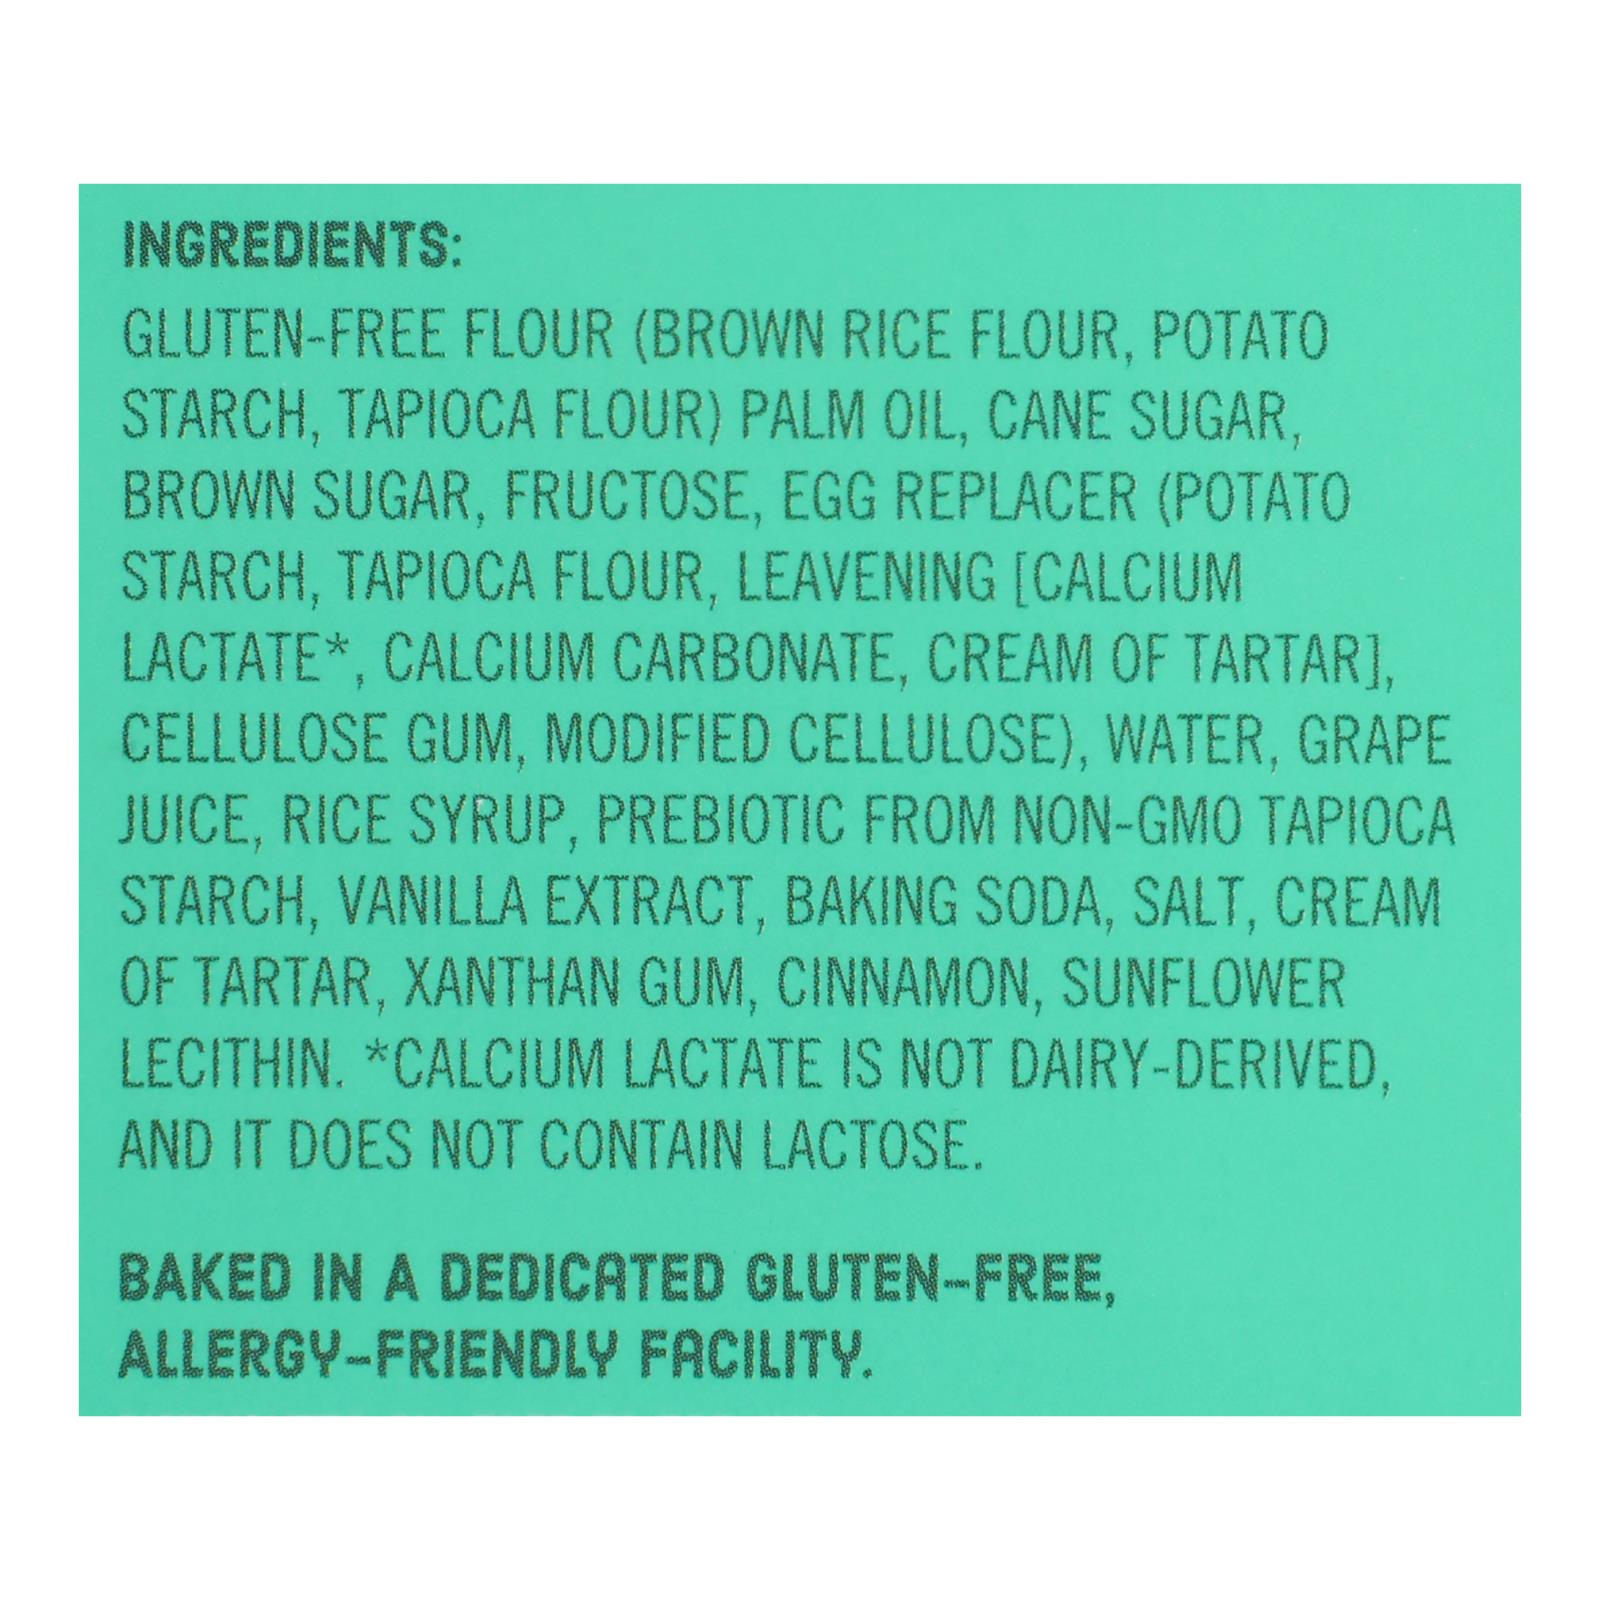 INGREDIENTS:
GLUTEN-FREE FLOUR (BROWN RICE FLOUR, POTATO
STARCH, TAPIOCA FLOUR) PALM OIL, CANE SUGAR,
BROWN SUGAR, FRUCTOSE, EGG REPLACER (POTATO
STARCH, TAPIOCA FLOUR, LEAVENING [CALCIUM
LACTATE*, CALCIUM CARBONATE, CREAM OF TARTAR],
CELLULOSE GUM, MODIFIED CELLULOSE), WATER, GRAPE
JUICE, RICE SYRUP, PREBIOTIC FROM NON-GMO TAPIOCA
STARCH, VANILLA EXTRACT, BAKING SODA, SALT, CREAM
OF TARTAR, XANTHAN GUM, CINNAMON, SUNFLOWER
LECITHIN. *CALCIUM LACTATE IS NOT DAIRY-DERIVED,
AND IT DOES NOT CONTAIN LACTOSE.
BAKED IN A DEDICATED GLUTEN-FREE,
ALLERGY-FRIENDLY FACILITY.